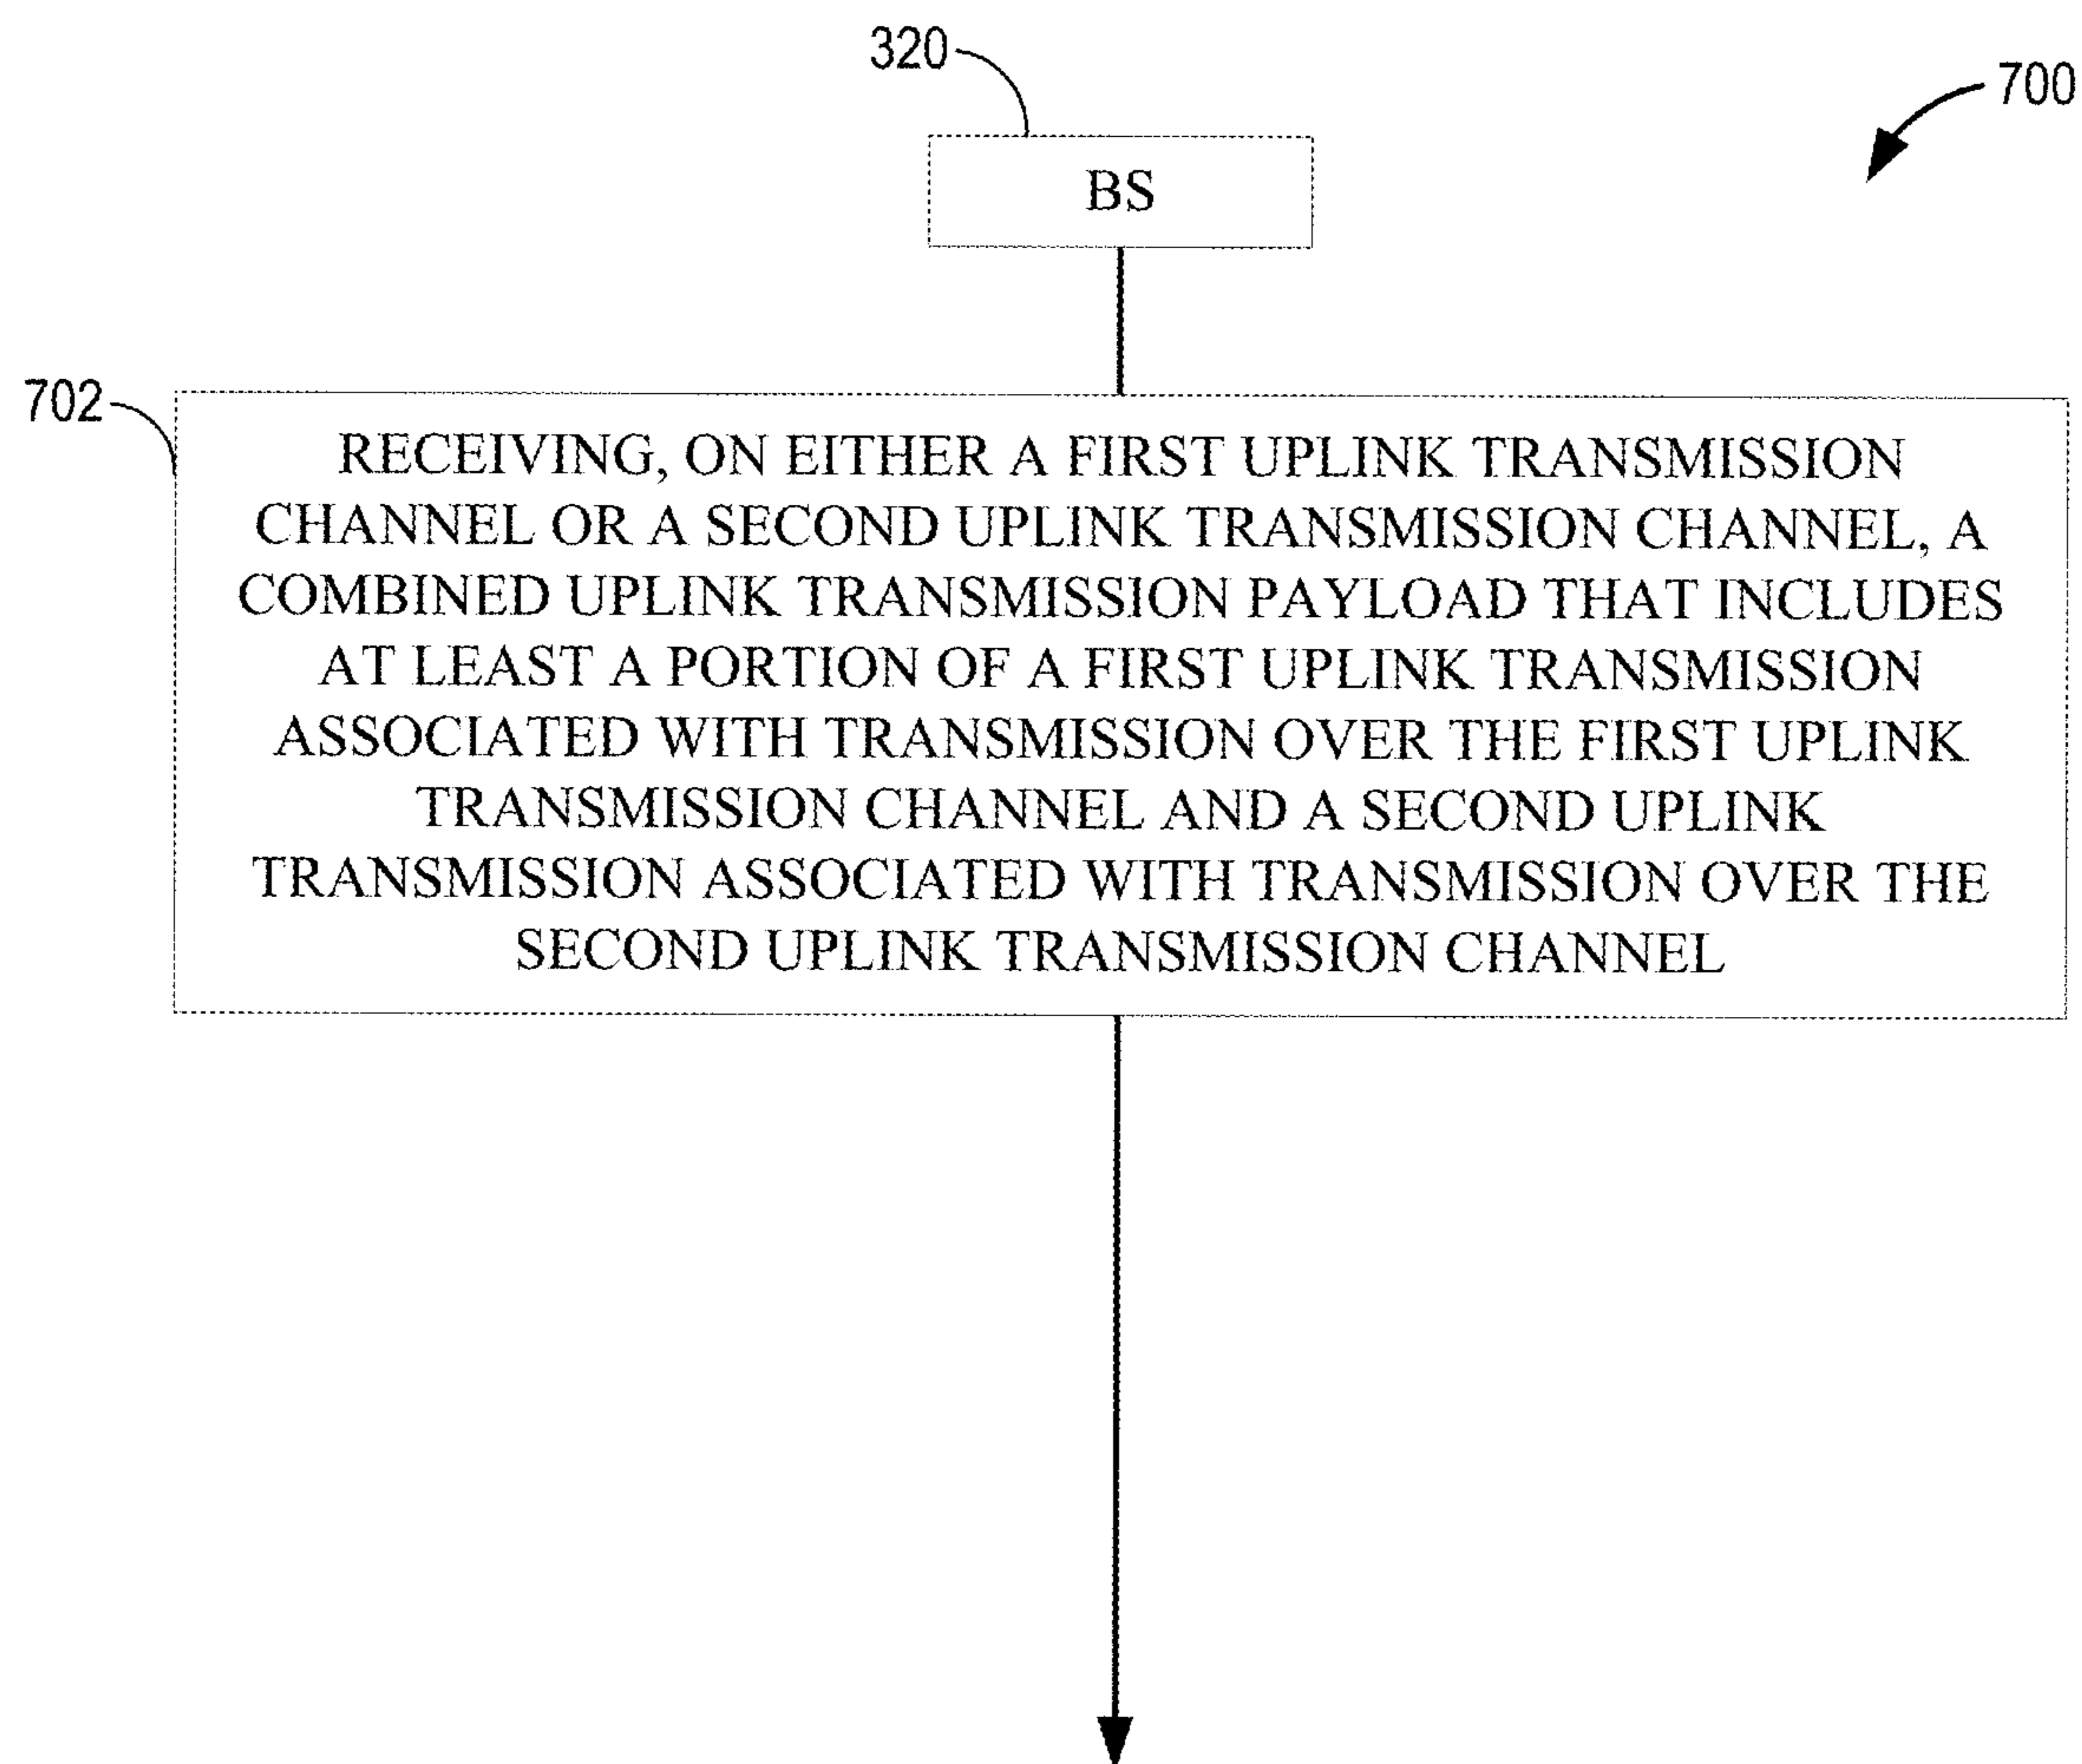 320
700
BS
702
RECEIVING, ON EITHER A FIRST UPLINK TRANSMISSION
CHANNEL OR A SECOND UPLINK TRANSMISSION CHANNEL, A
COMBINED UPLINK TRANSMISSION PAYLOAD THAT INCLUDES
AT LEAST A PORTION OF A FIRST UPLINK TRANSMISSION
ASSOCIATED WITH TRANSMISSION OVER THE FIRST UPLINK
TRANSMISSION CHANNEL AND A SECOND UPLINK
TRANSMISSION ASSOCIATED WITH TRANSMISSION OVER THE
SECOND UPLINK TRANSMISSION CHANNEL